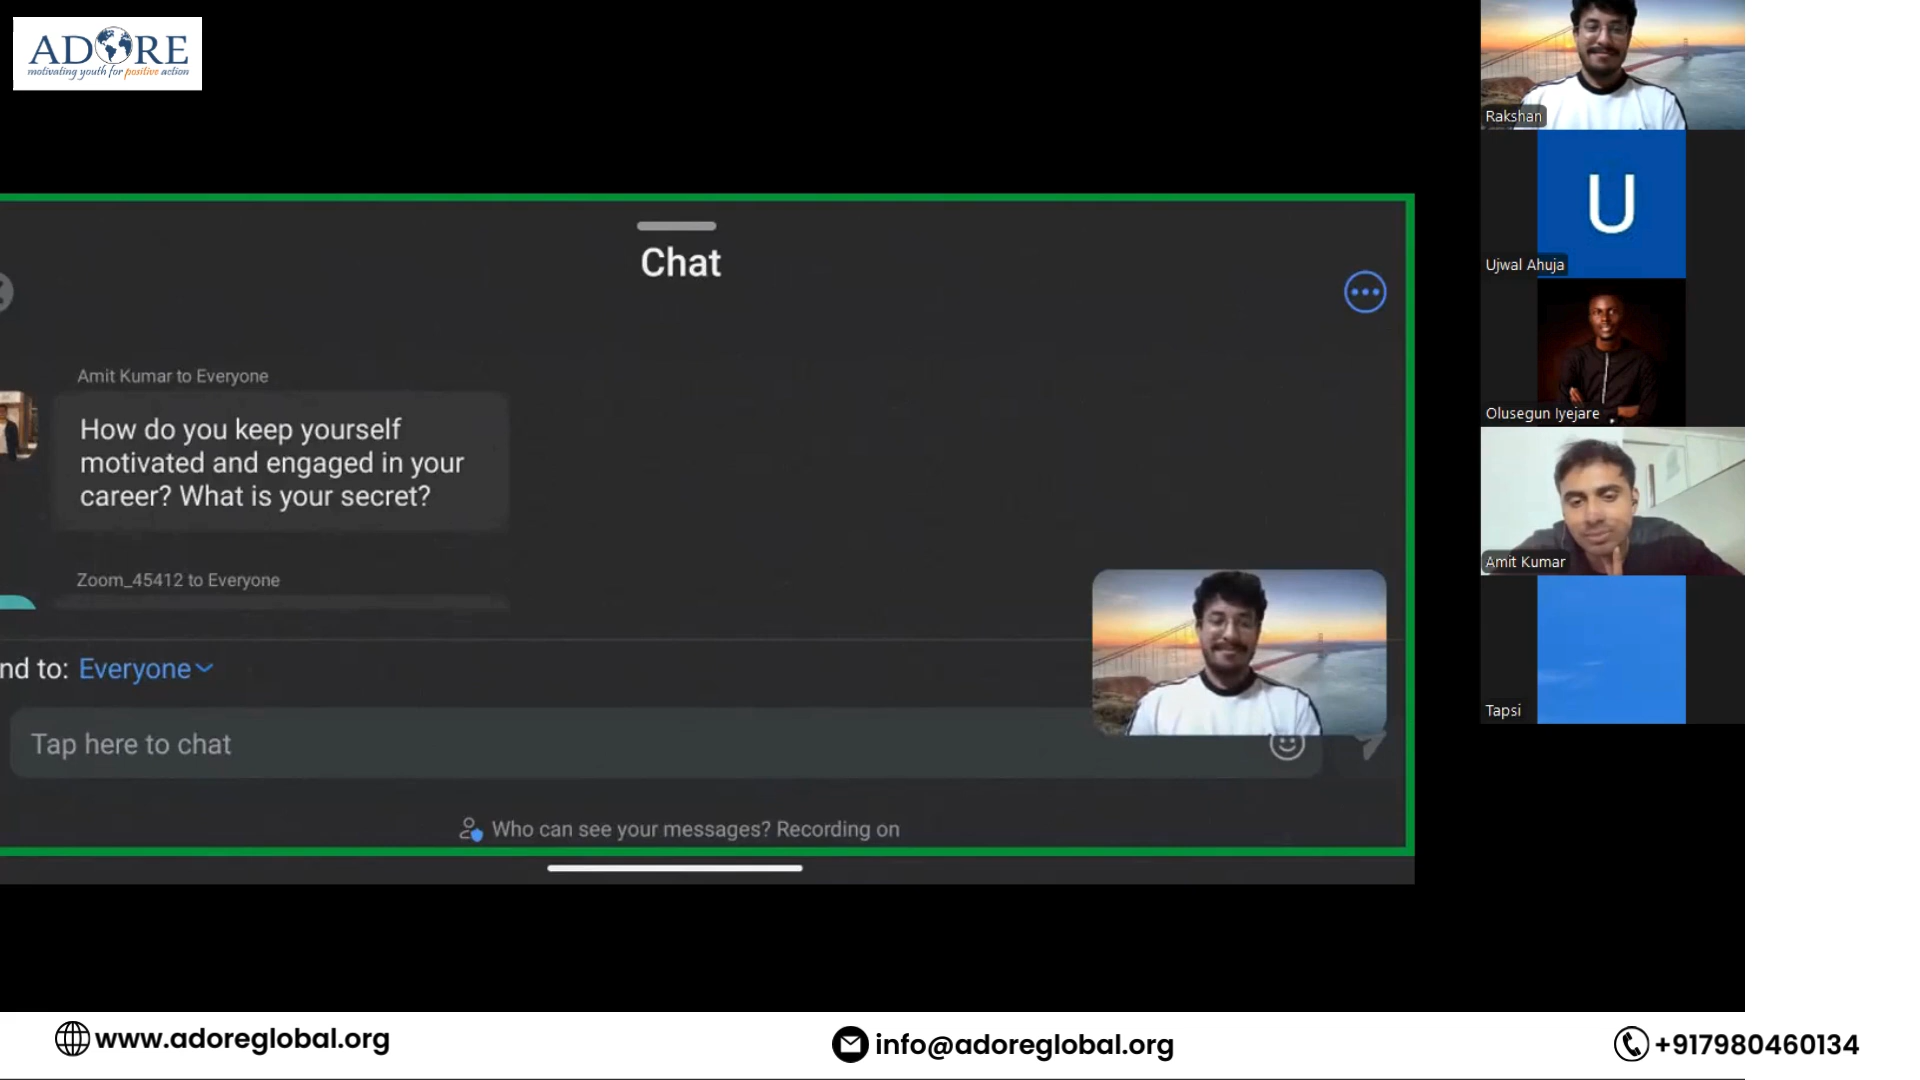 ADORE
motivating youth for positive action
Chat
Amit Kumar to Everyone
How do you keep yourself
motivated and engaged in your
career? What is your secret?
Zoom_45412 to Everyone
nd to: Everyone
Tap here to chat
Who can see your messages? Recording on
Rakshan
U
Ujwal Ahuja
Olusegun Iyejare
Amit Kumar
Tapsi
www.adoreglobal.org
info@adoreglobal.org
+917980460134